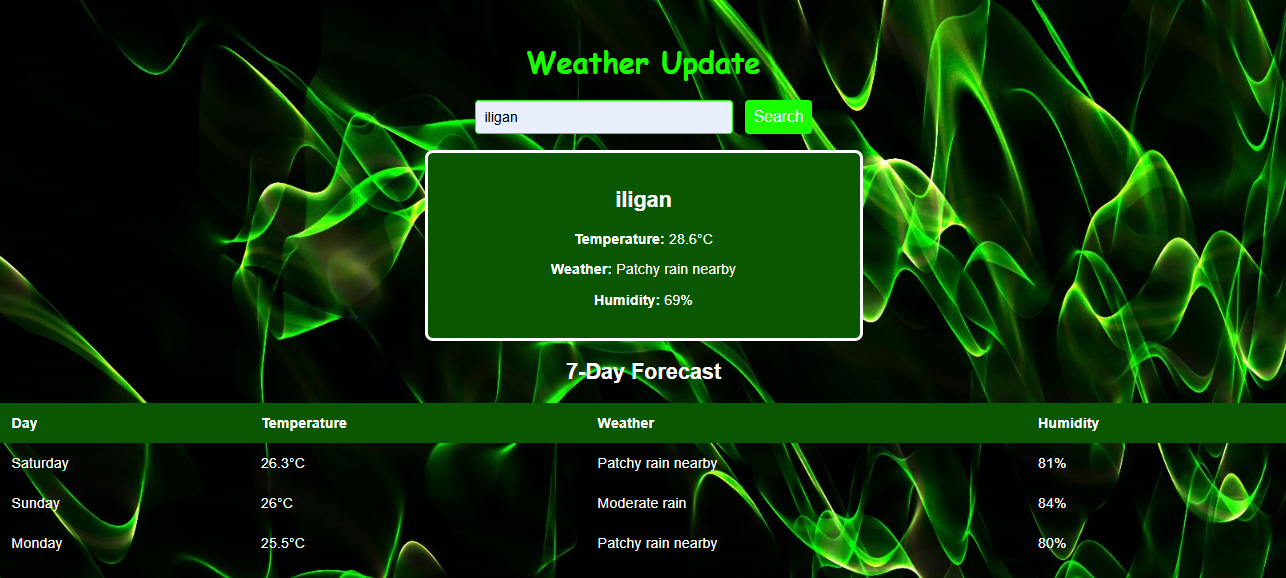 Weather Update
iligan Search
iligan
Temperature: 28.6°C
Weather: Patchy rain nearby
Humidity: 69%
7-Day Forecast
Day Temperature Weather Humidity
Saturday 26.3°C Patchy rain nearby 81%
Sunday 26°C Moderate rain 84%
Monday 25.5°C Patchy rain nearby 80%